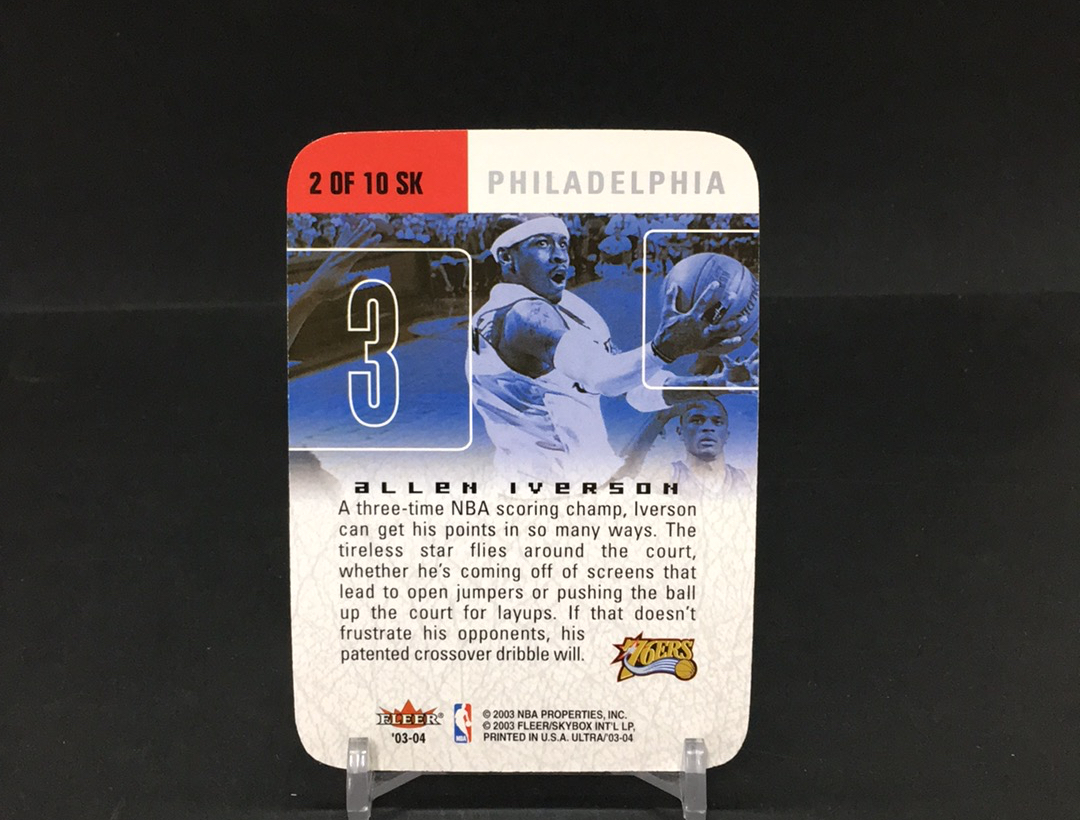 2 OF 10 SK
PHILADELPHIA
3
ALLEN IVERSON
A three-time NBA scoring champ, Iverson
can get his points in so many ways. The
tireless star flies around the court,
whether he's coming off of screens that
lead to open jumpers or pushing the ball
up the court for layups. If that doesn't
frustrate his opponents, his
patented crossover dribble will.
76ERS
FLEER®
'03-04
NBA
© 2003 NBA PROPERTIES, INC.
© 2003 FLEER/SKYBOX INT'L LP,
PRINTED IN U.S.A. ULTRA/'03-04